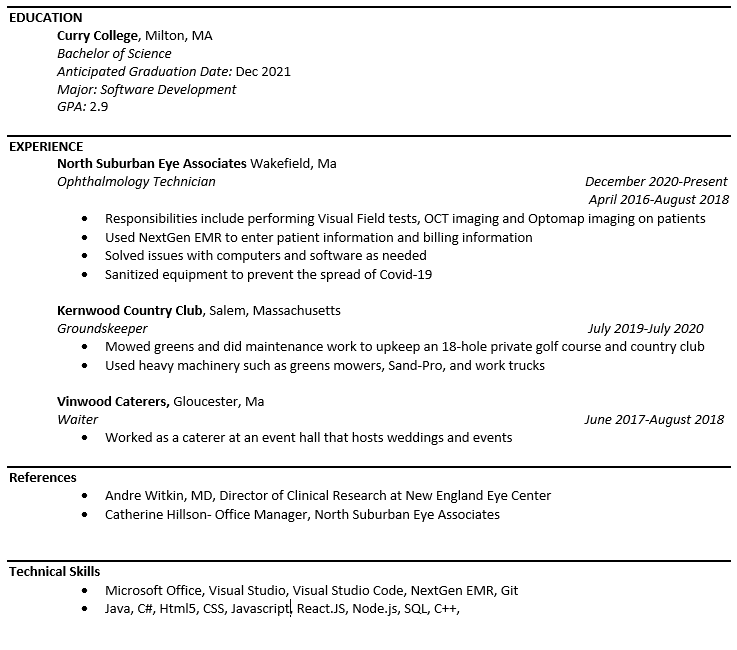 EDUCATION
Curry College, Milton, MA
Bachelor of Science
Anticipated Graduation Date: Dec 2021
Major: Software Development
GPA: 2.9
EXPERIENCE
North Suburban Eye Associates Wakefield, Ma
Ophthalmology Technician December 2020-Present
April 2016-August 2018
• Responsibilities include performing Visual Field tests, OCT imaging and Optomap imaging on patients
• Used NextGen EMR to enter patient information and billing information
• Solved issues with computers and software as needed
• Sanitized equipment to prevent the spread of Covid-19
Kernwood Country Club, Salem, Massachusetts
Groundskeeper July 2019-July 2020
• Mowed greens and did maintenance work to upkeep an 18-hole private golf course and country club
• Used heavy machinery such as greens mowers, Sand-Pro, and work trucks
Vinwood Caterers, Gloucester, Ma
Waiter June 2017-August 2018
• Worked as a caterer at an event hall that hosts weddings and events
References
• Andre Witkin, MD, Director of Clinical Research at New England Eye Center
• Catherine Hillson- Office Manager, North Suburban Eye Associates
Technical Skills
• Microsoft Office, Visual Studio, Visual Studio Code, NextGen EMR, Git
• Java, C#, Html5, CSS, Javascript, React.JS, Node.js, SQL, C++,